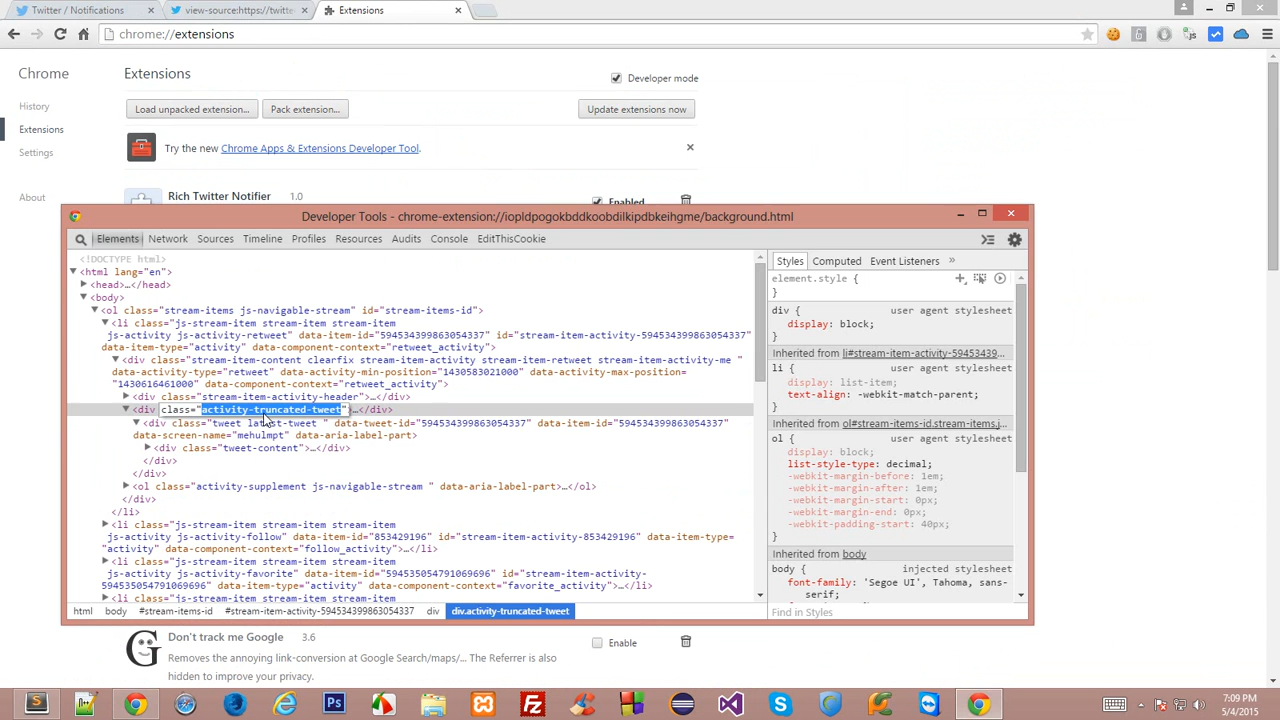 Twitter / Notifications
view-source:https://twitt
Extensions
chrome://extensions
Chrome
History
Extensions
Settings
About
Extensions
Developer mode
Load unpacked extension...
Pack extension...
Update extensions now
Try the new Chrome Apps & Extensions Developer Tool.
Rich Twitter Notifier 1.0
Enabled
Developer Tools - chrome-extension://iopldpogokbddkoobdilkipdbkeihgme/background.html
Elements Network Sources Timeline Profiles Resources Audits Console EditThisCookie
<!DOCTYPE html>
<html lang="en">
<head>…</head>
<body>
<ol class="stream-items js-navigable-stream" id="stream-items-id">
<li class="js-stream-item stream-item stream-item
js-activity js-activity-retweet" data-item-id="594534399863054337" id="stream-item-activity-594534399863054337"
data-item-type="activity" data-component-context="retweet_activity">
<div class="stream-item-content clearfix stream-activity stream-item-retweet stream-item-activity-me "
data-activity-type="retweet" data-activity-min-position="1430583021000" data-activity-max-position=
"1430616461000" data-component-context="retweet_activity">
<div class="stream-item-activity-header">…</div>
<div class="activity-truncated-tweet">…</div>
<div class="tweet latest-tweet " data-tweet-id="594534399863054337" data-item-id="594534399863054337"
data-screen-name="mehulmpt" data-aria-label-part>
<div class="tweet-content">…</div>
</div>
</div>
<ol class="activity-supplement js-navigable-stream " data-aria-label-part>…</ol>
</div>
</li>
<li class="js-stream-item stream-item stream-item
js-activity js-activity-follow" data-item-id="853429196" id="stream-item-activity-853429196" data-item-type=
"activity" data-component-context="follow_activity">…</li>
<li class="js-stream-item stream-item stream-item
js-activity js-activity-favorite" data-item-id="594535054791069696" id="stream-item-activity-
594535054791069696" data-item-type="activity" data-component-context="favorite_activity">…</li>
<li class="js-stream-item stream-item stream-item
html body #stream-items-id #stream-item-activity-594534399863054337 div div.activity-truncated-tweet
Styles Computed Event Listeners »
element.style {
}
div { user agent stylesheet
display: block;
}
Inherited from li#stream-item-activity-5945339...
li { user agent stylesheet
display: list-item;
text-align: -webkit-match-parent;
}
Inherited from ol#stream-items-id.stream-items.j...
ol { user agent stylesheet
display: block;
list-style-type: decimal;
-webkit-margin-before: 1em;
-webkit-margin-after: 1em;
-webkit-margin-start: 0px;
-webkit-margin-end: 0px;
-webkit-padding-start: 40px;
}
Inherited from body
body { injected stylesheet
font-family: 'Segoe UI', Tahoma, sans-
serif;
Find in Styles
Don't track me Google 3.6
Enable
Removes the annoying link-conversion at Google Search/maps/... The Referrer is also
hidden to improve your privacy.
7:09 PM
5/4/2015